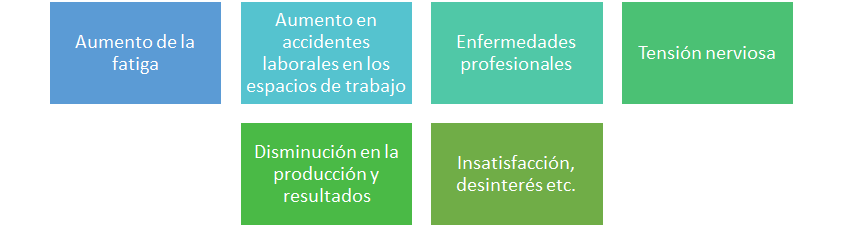 Aumento de la
fatiga
Aumento en
accidentes
laborales en los
espacios de trabajo
Enfermedades
profesionales
Tensión nerviosa
Disminución en la
producción y
resultados
Insatisfacción,
desinterés etc.